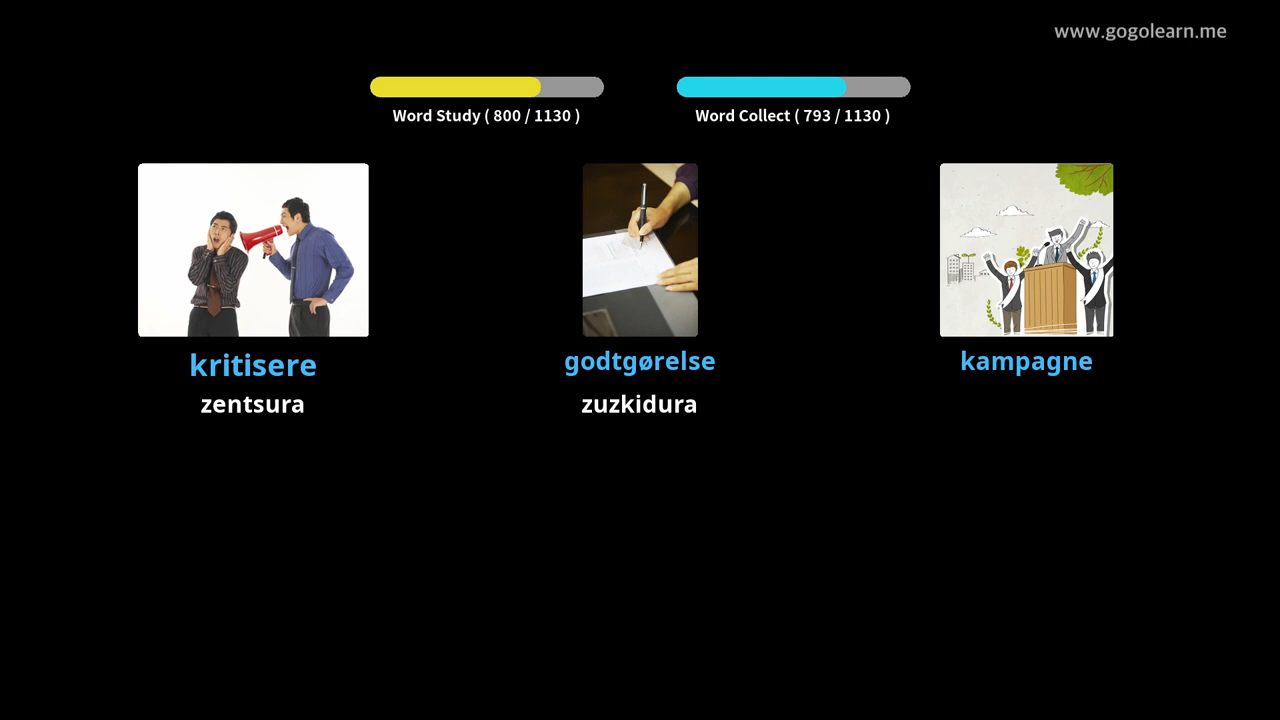 www.gogolearn.me
Word Study ( 800 / 1130 )
Word Collect ( 793 / 1130 )
kritisere
godtgørelse
kampagne
zentsura
zuzkidura